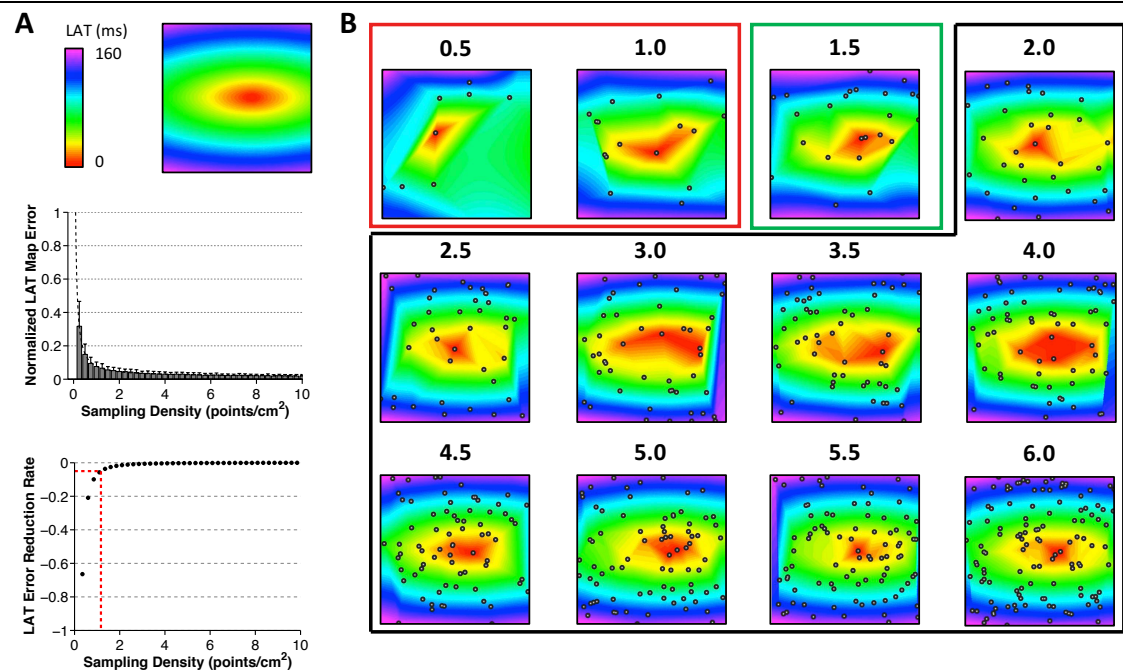 A
LAT (ms)
160
0
Normalized LAT Map Error
1
0.8
0.6
0.4
0.2
0
0 2 4 6 8 10
Sampling Density (points/cm²)
LAT Error Reduction Rate
0
−0.2
−0.4
−0.6
−0.8
−1
0 2 4 6 8 10
Sampling Density (points/cm²)
B
0.5 1.0 1.5 2.0
2.5 3.0 3.5 4.0
4.5 5.0 5.5 6.0